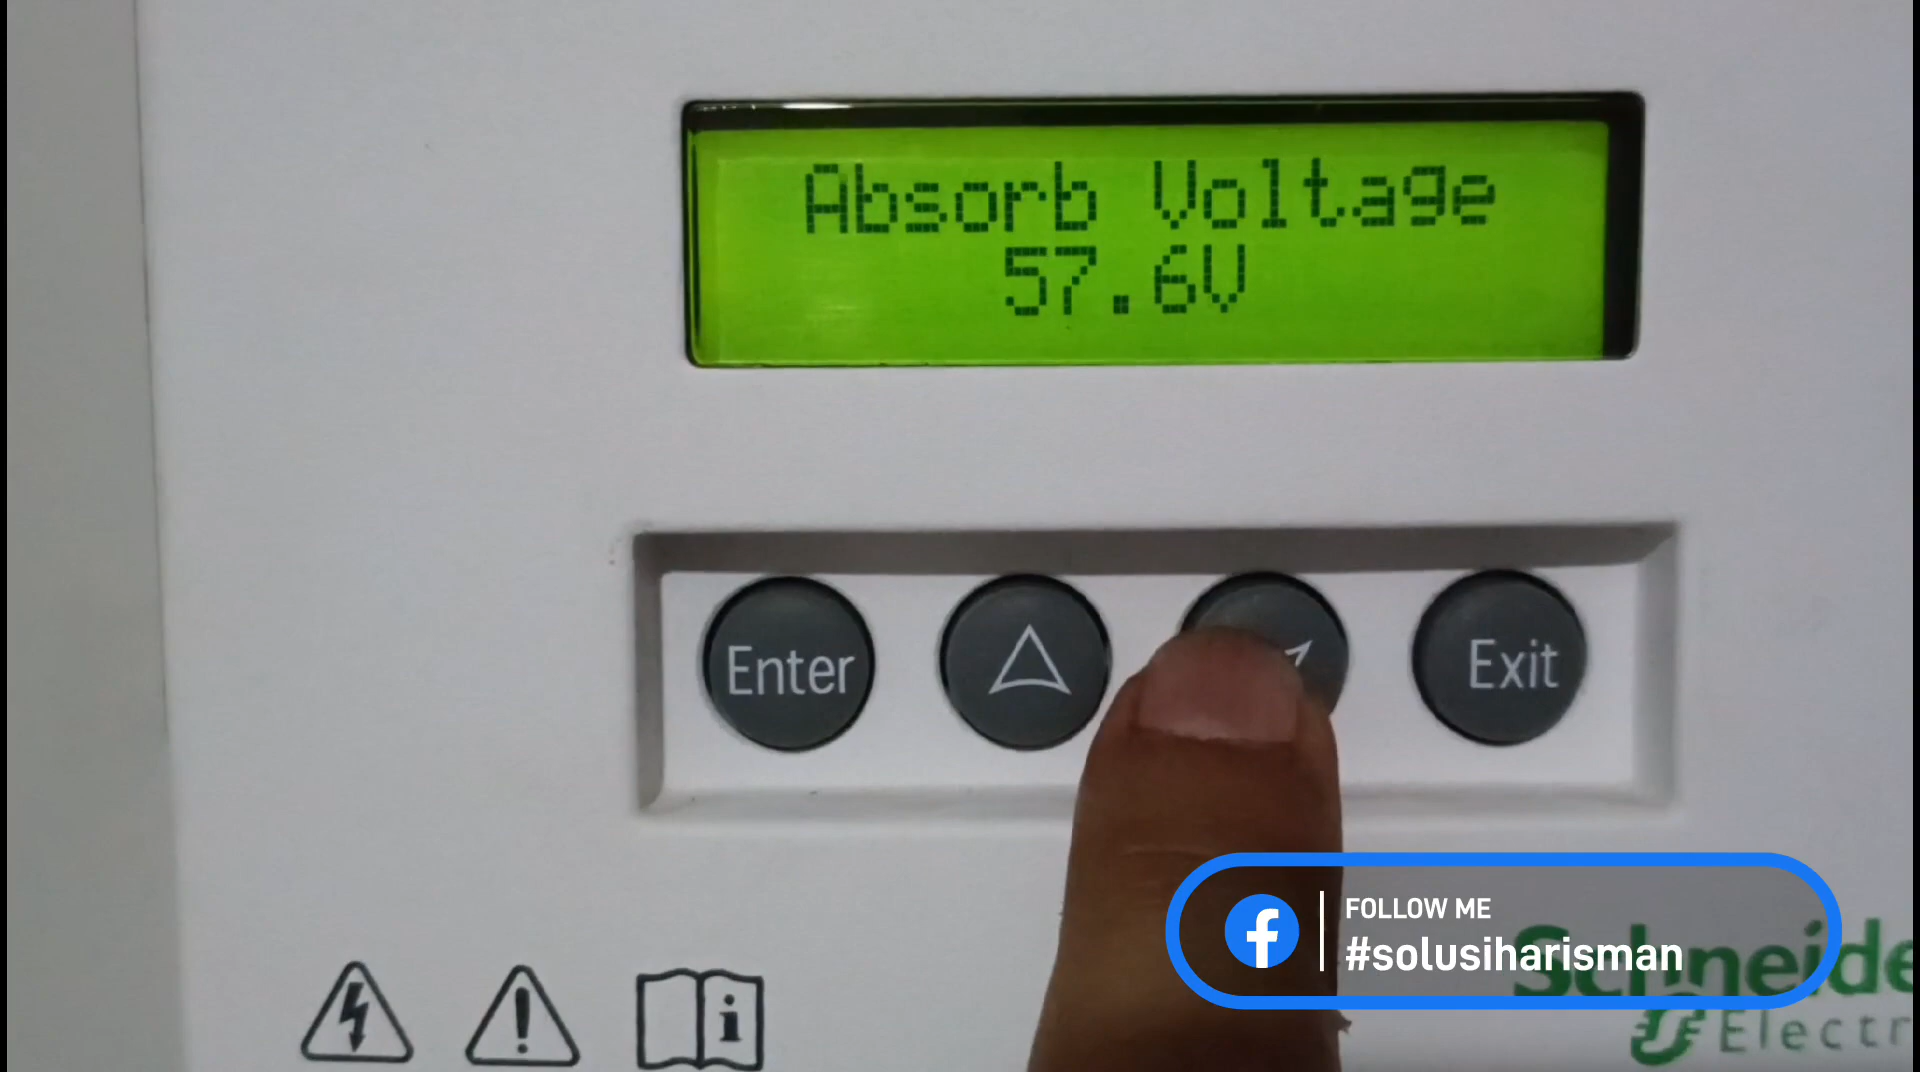 Absorb Voltage
57.6V
Enter
Exit
FOLLOW ME
#solusiharisman